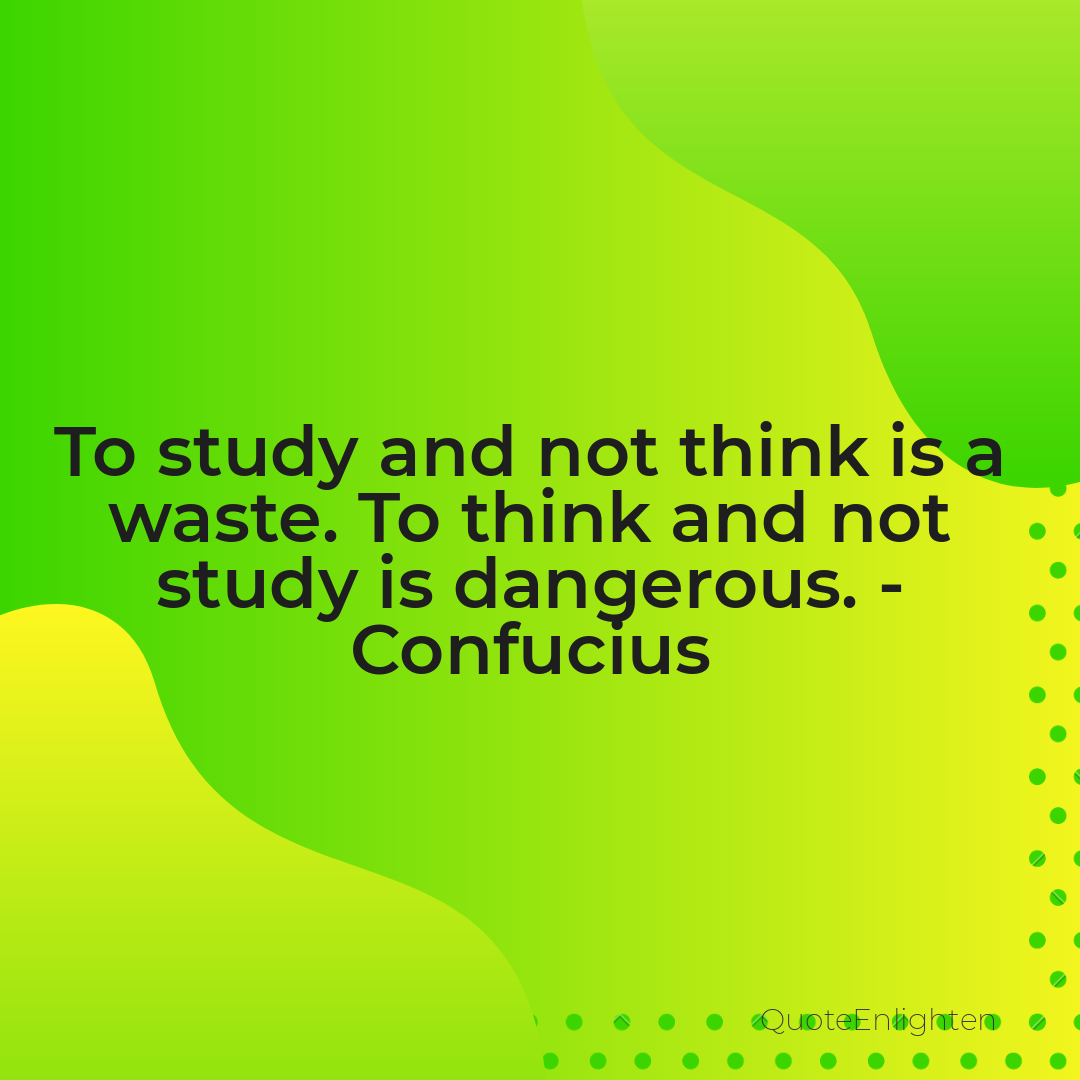 To study and not think is a
waste. To think and not
study is dangerous. -
Confucius
QuoteEnlighten